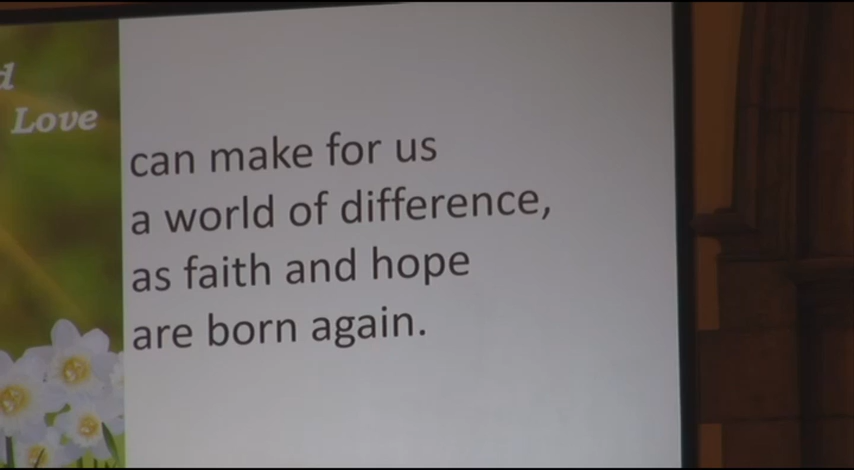 d
Love
can make for us
a world of difference,
as faith and hope
are born again.